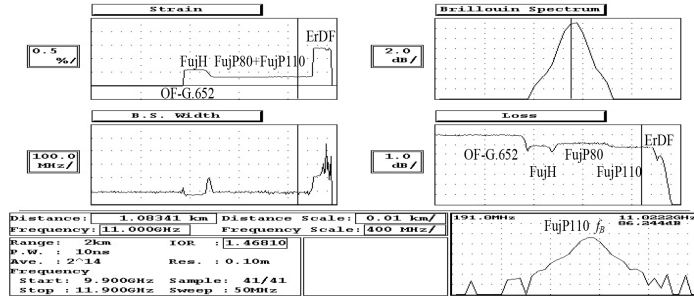 Strain
Brillouin Spectrum
0.5
%/
FujH FujP80+FujP110
ErDF
OF-G.652
2.0
dB/
B.S. Width
Loss
100.0
MHz/
1.0
dB/
OF-G.652
FujH
FujP80
FujP110
ErDF
Distance: 1.08341 km Distance Scale: 0.01 km/
Frequency: 11.000GHz Frequency Scale: 400 MHz/
Range: 2km IOR : 1.46810
P.W. : 10ns
Ave. : 2^14 Res. : 0.10m
Frequency
Start: 9.900GHz Sample: 41/41
Stop : 11.900GHz Sweep : 50MHz
191.0MHz 11.0222GHz
86.244dB
FujP110 fB